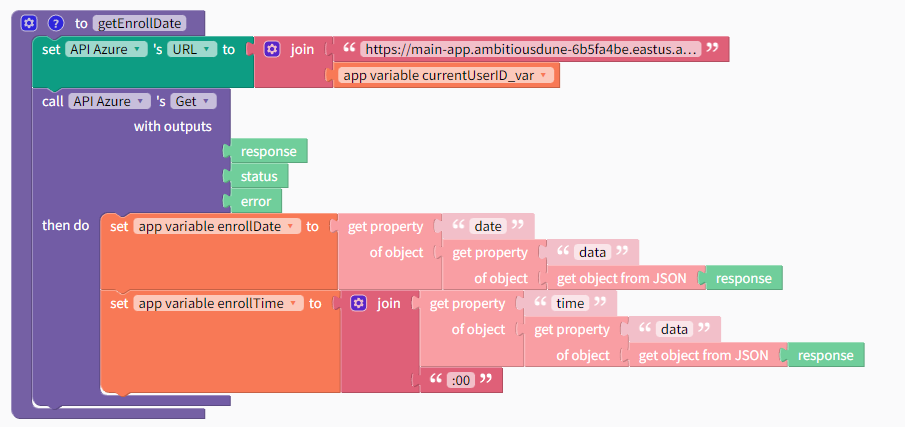 ? to getEnrollDate
set API Azure 's URL to join “ https://main-app.ambitiousdune-6b5fa4be.eastus.a... ”
app variable currentUserID_var
call API Azure 's Get
with outputs
response
status
error
then do set app variable enrollDate to get property “ date ”
of object get property “ data ”
of object get object from JSON response
set app variable enrollTime to join get property “ time ”
of object get property “ data ”
of object get object from JSON response
“ :00 ”